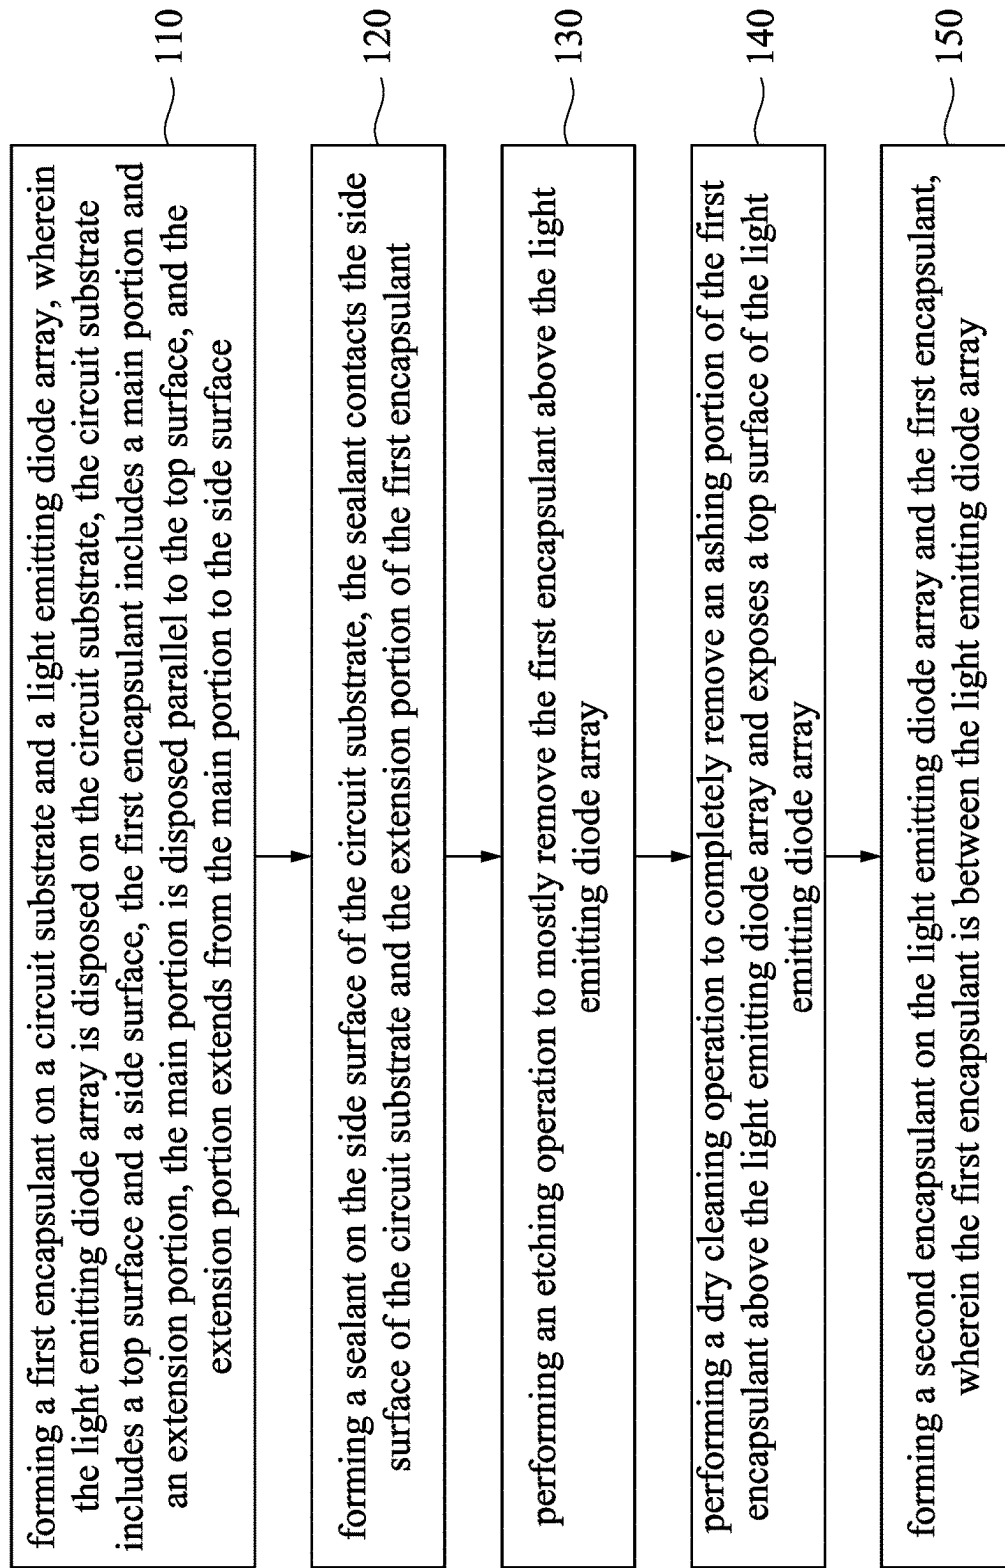 forming a first encapsulant on a circuit substrate and a light emitting diode array, wherein
the light emitting diode array is disposed on the circuit substrate, the circuit substrate
includes a top surface and a side surface, the first encapsulant includes a main portion and
an extension portion, the main portion is disposed parallel to the top surface, and the
extension portion extends from the main portion to the side surface
110
forming a sealant on the side surface of the circuit substrate, the sealant contacts the side
surface of the circuit substrate and the extension portion of the first encapsulant
120
performing an etching operation to mostly remove the first encapsulant above the light
emitting diode array
130
performing a dry cleaning operation to completely remove an ashing portion of the first
encapsulant above the light emitting diode array and exposes a top surface of the light
emitting diode array
140
forming a second encapsulant on the light emitting diode array and the first encapsulant,
wherein the first encapsulant is between the light emitting diode array
150